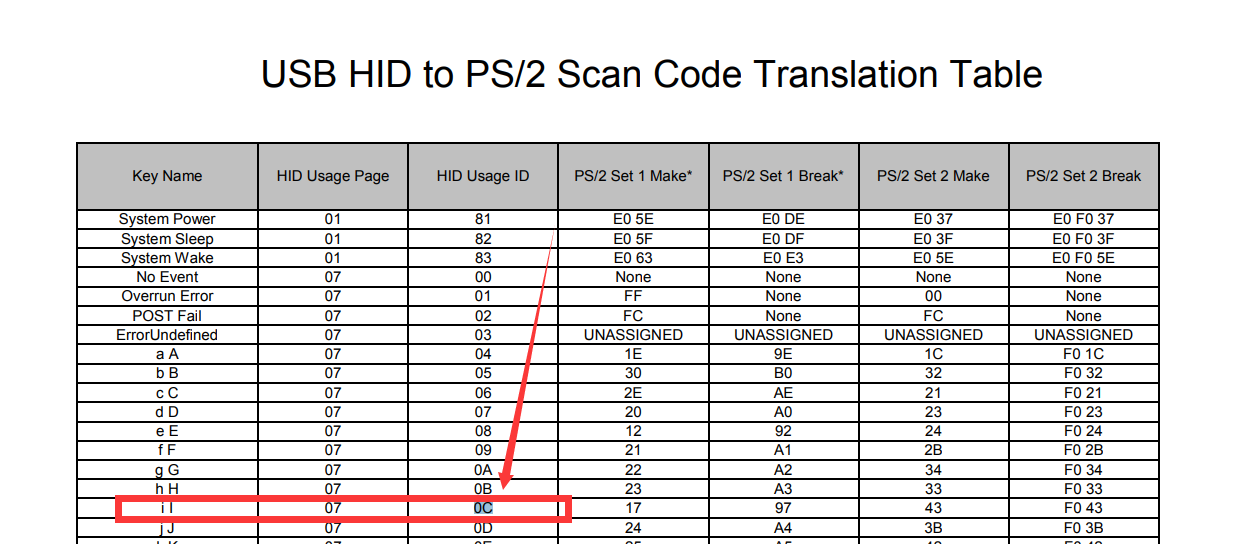 USB HID to PS/2 Scan Code Translation Table
Key Name HID Usage Page HID Usage ID PS/2 Set 1 Make* PS/2 Set 1 Break* PS/2 Set 2 Make PS/2 Set 2 Break
System Power 01 81 E0 5E E0 DE E0 37 E0 F0 37
System Sleep 01 82 E0 5F E0 DF E0 3F E0 F0 3F
System Wake 01 83 E0 63 E0 E3 E0 5E E0 F0 5E
No Event 07 00 None None None None
Overrun Error 07 01 FF None 00 None
POST Fail 07 02 FC None FC None
ErrorUndefined 07 03 UNASSIGNED UNASSIGNED UNASSIGNED UNASSIGNED
a A 07 04 1E 9E 1C F0 1C
b B 07 05 30 B0 32 F0 32
c C 07 06 2E AE 21 F0 21
d D 07 07 20 A0 23 F0 23
e E 07 08 12 92 24 F0 24
f F 07 09 21 A1 2B F0 2B
g G 07 0A 22 A2 34 F0 34
h H 07 0B 23 A3 33 F0 33
i I 07 0C 17 97 43 F0 43
j J 07 0D 24 A4 3B F0 3B